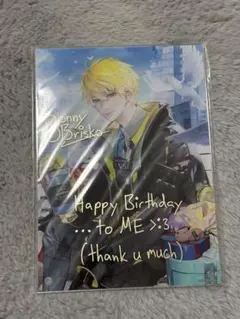 Sonny
Brisko
Happy Birthday
...to ME >:3
(thank u much)